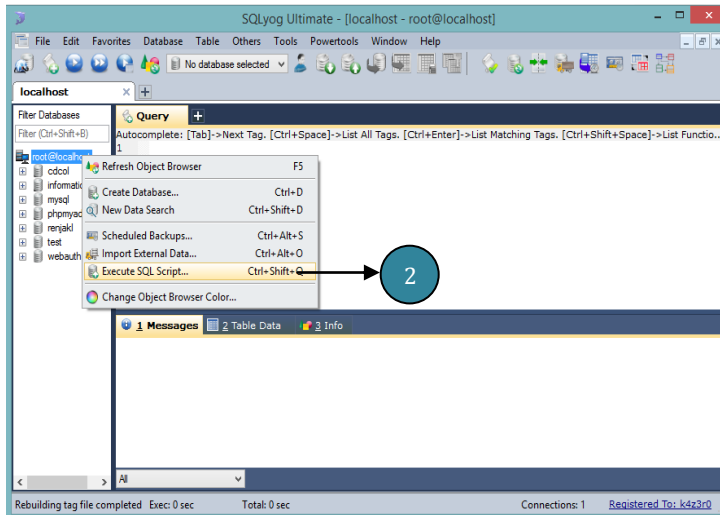 SQLyog Ultimate - [localhost - root@localhost]
File Edit Favorites Database Table Others Tools Powertools Window Help
No database selected
localhost
Filter Databases
Filter (Ctrl+Shift+B)
Query
Autocomplete: [Tab]->Next Tag. [Ctrl+Space]->List All Tags. [Ctrl+Enter]->List Matching Tags. [Ctrl+Shift+Space]->List Functio..
1
root@localho
cdcol
informatio
mysql
phpmyad
renjakl
test
webauth
Refresh Object Browser F5
Create Database... Ctrl+D
New Data Search Ctrl+Shift+D
Scheduled Backups... Ctrl+Alt+S
Import External Data... Ctrl+Alt+O
Execute SQL Script... Ctrl+Shift+Q
Change Object Browser Color...
2
1 Messages 2 Table Data 3 Info
All
Rebuilding tag file completed Exec: 0 sec Total: 0 sec Connections: 1 Registered To: k4z3r0